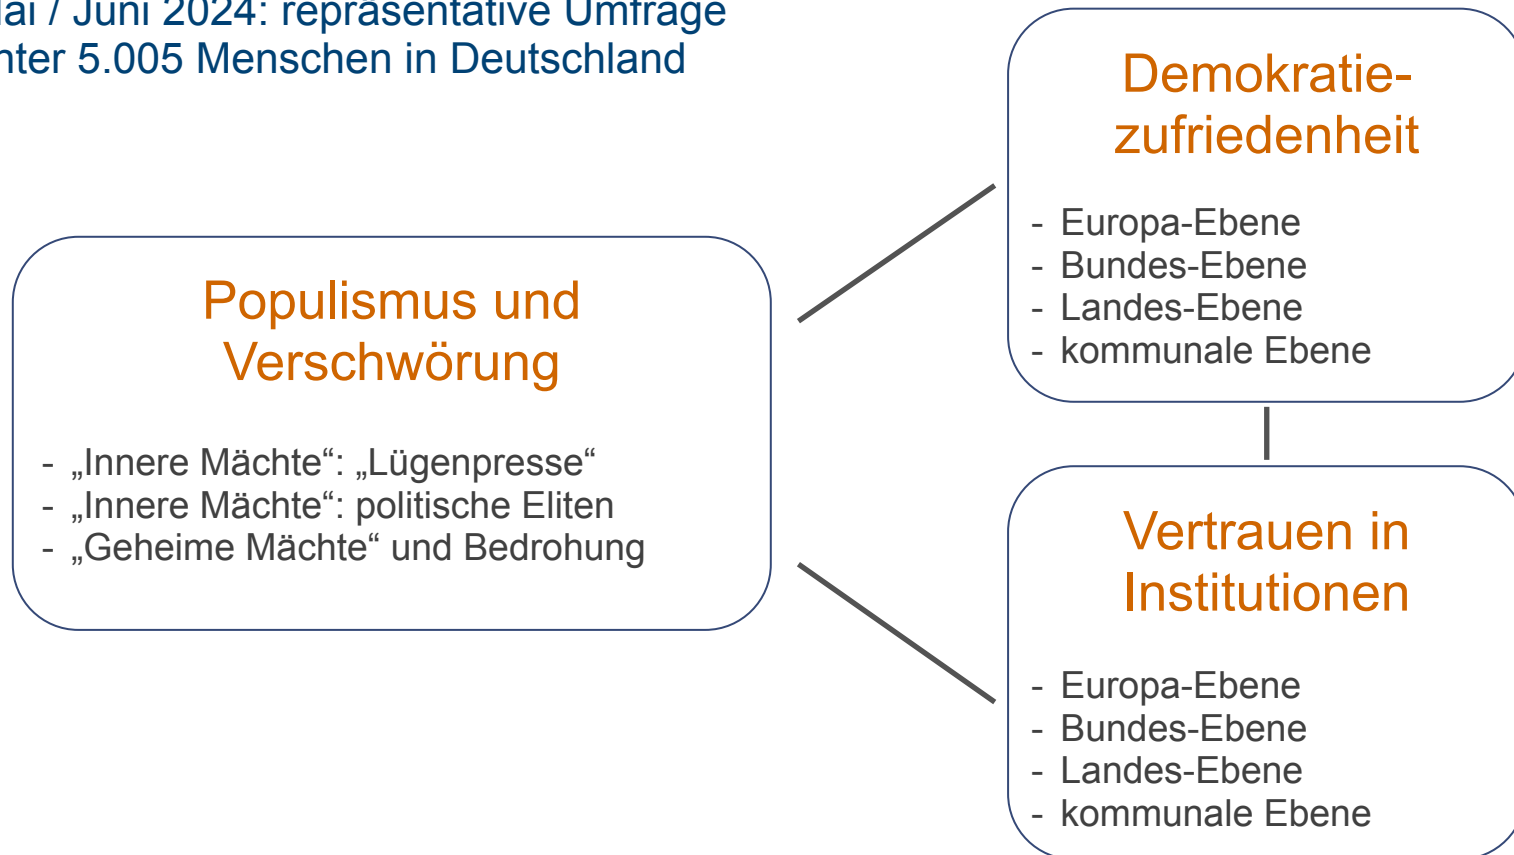 ai / Juni 2024: repräsentative Umfrage
nter 5.005 Menschen in Deutschland
Populismus und
Verschwörung
- „Innere Mächte“: „Lügenpresse“
- „Innere Mächte“: politische Eliten
- „Geheime Mächte“ und Bedrohung
Demokratie-
zufriedenheit
- Europa-Ebene
- Bundes-Ebene
- Landes-Ebene
- kommunale Ebene
Vertrauen in
Institutionen
- Europa-Ebene
- Bundes-Ebene
- Landes-Ebene
- kommunale Ebene